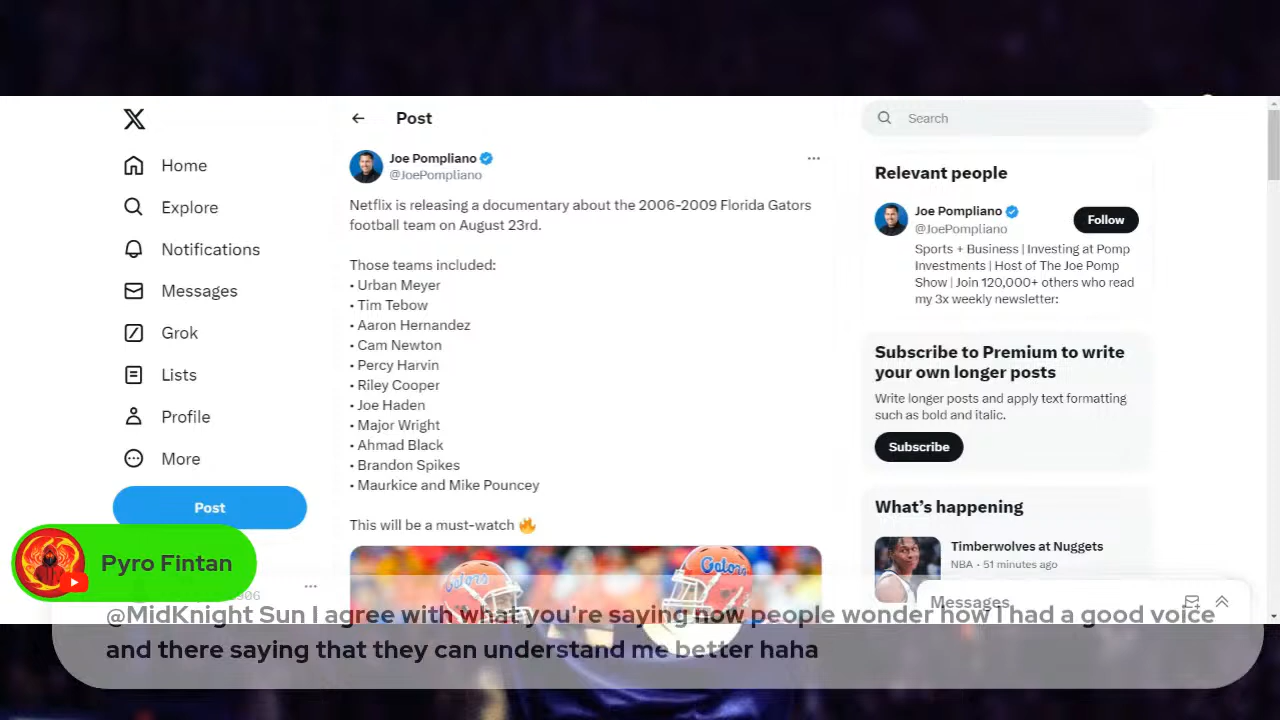 Home
Explore
Notifications
Messages
Grok
Lists
Profile
More
Post
Post
Joe Pompliano
@JoePompliano
Netflix is releasing a documentary about the 2006-2009 Florida Gators
football team on August 23rd.
Those teams included:
• Urban Meyer
• Tim Tebow
• Aaron Hernandez
• Cam Newton
• Percy Harvin
• Riley Cooper
• Joe Haden
• Major Wright
• Ahmad Black
• Brandon Spikes
• Maurkice and Mike Pouncey
This will be a must-watch 🔥
Gators
Gators
Search
Relevant people
Joe Pompliano
@JoePompliano
Follow
Sports + Business | Investing at Pomp
Investments | Host of The Joe Pomp
Show | Join 120,000+ others who read
my 3x weekly newsletter:
Subscribe to Premium to write
your own longer posts
Write longer posts and apply text formatting
such as bold and italic.
Subscribe
What's happening
Timberwolves at Nuggets
NBA · 51 minutes ago
Messages
Pyro Fintan
@MidKnight Sun I agree with what you're saying now people wonder how I had a good voice
and there saying that they can understand me better haha